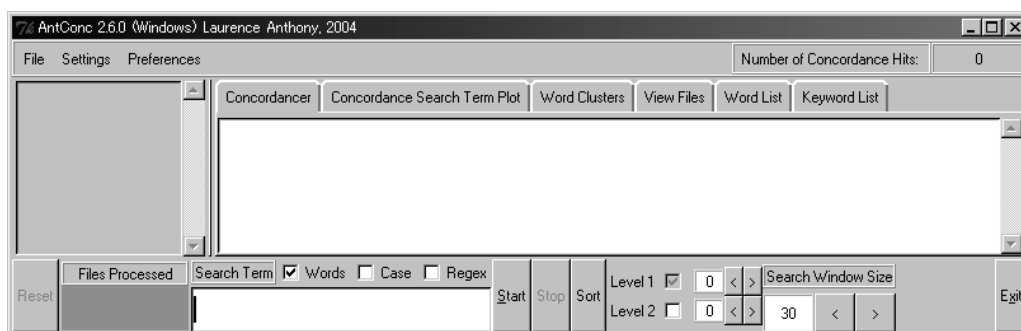 AntConc 2.6.0 (Windows) Laurence Anthony, 2004
File Settings Preferences Number of Concordance Hits: 0
Concordancer Concordance Search Term Plot Word Clusters View Files Word List Keyword List
Reset Files Processed Search Term Words Case Regex Start Stop Sort Level 1 0 < > Search Window Size Exit
Level 2 0 < > 30 < >